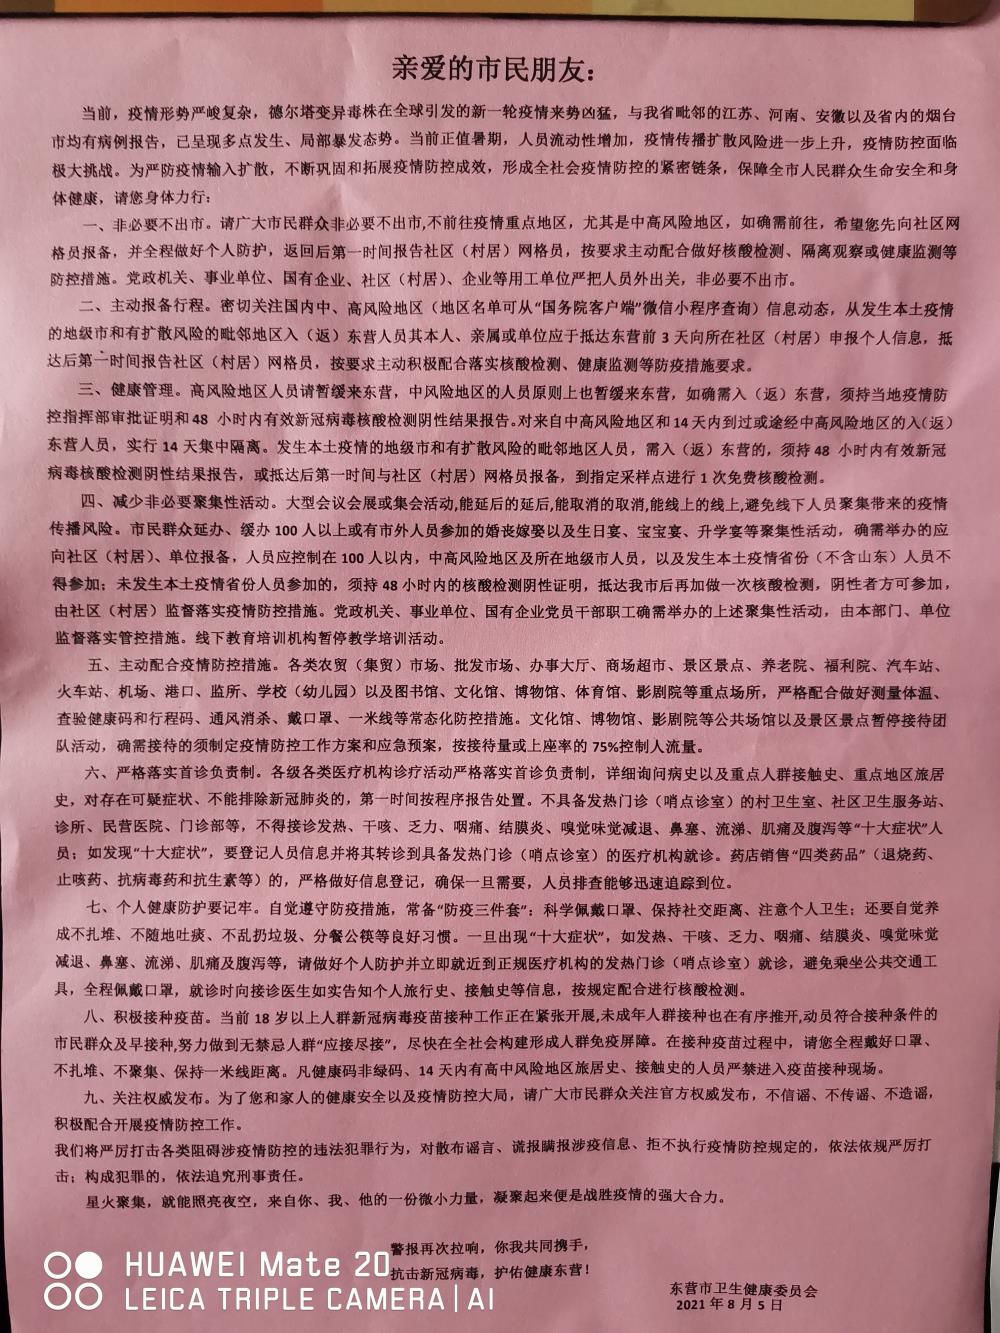 亲爱的市民朋友：
当前，疫情形势严峻复杂，德尔塔变异毒株在全球引发的新一轮疫情来势凶猛，与我省毗邻的江苏、河南、安徽以及省内的烟台
市均有病例报告，已呈现多点发生、局部暴发态势。当前正值暑期，人员流动性增加，疫情传播扩散风险进一步上升，疫情防控面临
极大挑战。为严防疫情输入扩散，不断巩固和拓展疫情防控成效，形成全社会疫情防控的紧密链条，保障全市人民群众生命安全和身
体健康，请您身体力行：
一、非必要不出市。请广大市民群众非必要不出市,不前往疫情重点地区，尤其是中高风险地区，如确需前往，希望您先向社区网
格员报备，并全程做好个人防护，返回后第一时间报告社区（村居）网格员，按要求主动配合做好核酸检测、隔离观察或健康监测等
防控措施。党政机关、事业单位、国有企业、社区（村居）、企业等用工单位严把人员外出关，非必要不出市。
二、主动报备行程。密切关注国内中、高风险地区（地区名单可从“国务院客户端”微信小程序查询）信息动态，从发生本土疫情
的地级市和有扩散风险的毗邻地区入（返）东营人员其本人、亲属或单位应于抵达东营前 3 天向所在社区（村居）申报个人信息，抵
达后第一时间报告社区（村居）网格员，按要求主动积极配合落实核酸检测、健康监测等防疫措施要求。
三、健康管理。高风险地区人员请暂缓来东营，中风险地区的人员原则上也暂缓来东营，如确需入（返）东营，须持当地疫情防
控指挥部审批证明和 48 小时内有效新冠病毒核酸检测阴性结果报告。对来自中高风险地区和 14 天内到过或途经中高风险地区的入（返）
东营人员，实行 14 天集中隔离。发生本土疫情的地级市和有扩散风险的毗邻地区人员，需入（返）东营的，须持 48 小时内有效新冠
病毒核酸检测阴性结果报告，或抵达后第一时间与社区（村居）网格员报备，到指定采样点进行 1 次免费核酸检测。
四、减少非必要聚集性活动。大型会议会展或集会活动,能延后的延后,能取消的取消,能线上的线上,避免线下人员聚集带来的疫情
传播风险。市民群众延办、缓办 100 人以上或有市外人员参加的婚丧嫁娶以及生日宴、宝宝宴、升学宴等聚集性活动，确需举办的应
向社区（村居）、单位报备，人员应控制在 100 人以内，中高风险地区及所在地级市人员，以及发生本土疫情省份（不含山东）人员不
得参加；未发生本土疫情省份人员参加的，须持 48 小时内的核酸检测阴性证明，抵达我市后再加做一次核酸检测，阴性者方可参加，
由社区（村居）监督落实疫情防控措施。党政机关、事业单位、国有企业党员干部职工确需举办的上述聚集性活动，由本部门、单位
监督落实管控措施。线下教育培训机构暂停教学培训活动。
五、主动配合疫情防控措施。各类农贸（集贸）市场、批发市场、办事大厅、商场超市、景区景点、养老院、福利院、汽车站、
火车站、机场、港口、监所、学校（幼儿园）以及图书馆、文化馆、博物馆、体育馆、影剧院等重点场所，严格配合做好测量体温、
查验健康码和行程码、通风消杀、戴口罩、一米线等常态化防控措施。文化馆、博物馆、影剧院等公共场馆以及景区景点暂停接待团
队活动，确需接待的须制定疫情防控工作方案和应急预案，按接待量或上座率的 75%控制人流量。
六、严格落实首诊负责制。各级各类医疗机构诊疗活动严格落实首诊负责制，详细询问病史以及重点人群接触史、重点地区旅居
史，对存在可疑症状、不能排除新冠肺炎的，第一时间按程序报告处置。不具备发热门诊（哨点诊室）的村卫生室、社区卫生服务站、
诊所、民营医院、门诊部等，不得接诊发热、干咳、乏力、咽痛、结膜炎、嗅觉味觉减退、鼻塞、流涕、肌痛及腹泻等“十大症状”人
员；如发现“十大症状”，要登记人员信息并将其转诊到具备发热门诊（哨点诊室）的医疗机构就诊。药店销售“四类药品”（退烧药、
止咳药、抗病毒药和抗生素等）的，严格做好信息登记，确保一旦需要，人员排查能够迅速追踪到位。
七、个人健康防护要记牢。自觉遵守防疫措施，常备“防疫三件套”：科学佩戴口罩、保持社交距离、注意个人卫生；还要自觉养
成不扎堆、不随地吐痰、不乱扔垃圾、分餐公筷等良好习惯。一旦出现“十大症状”，如发热、干咳、乏力、咽痛、结膜炎、嗅觉味觉
减退、鼻塞、流涕、肌痛及腹泻等，请做好个人防护并立即就近到正规医疗机构的发热门诊（哨点诊室）就诊，避免乘坐公共交通工
具，全程佩戴口罩，就诊时向接诊医生如实告知个人旅行史、接触史等信息，按规定配合进行核酸检测。
八、积极接种疫苗。当前 18 岁以上人群新冠病毒疫苗接种工作正在紧张开展,未成年人群接种也在有序推开,动员符合接种条件的
市民群众及早接种,努力做到无禁忌人群“应接尽接”，尽快在全社会构建形成人群免疫屏障。在接种疫苗过程中，请您全程戴好口罩、
不扎堆、不聚集、保持一米线距离。凡健康码非绿码、14 天内有高中风险地区旅居史、接触史的人员严禁进入疫苗接种现场。
九、关注权威发布。为了您和家人的健康安全以及疫情防控大局，请广大市民群众关注官方权威发布，不信谣、不传谣、不造谣，
积极配合开展疫情防控工作。
我们将严厉打击各类阻碍涉疫情防控的违法犯罪行为，对散布谣言、谎报瞒报涉疫信息、拒不执行疫情防控规定的，依法依规严厉打
击；构成犯罪的，依法追究刑事责任。
星火聚集，就能照亮夜空，来自你、我、他的一份微小力量，凝聚起来便是战胜疫情的强大合力。
警报再次拉响，你我共同携手，
抗击新冠病毒，护佑健康东营！
东营市卫生健康委员会
2021 年 8 月 5 日
HUAWEI Mate 20
LEICA TRIPLE CAMERA | AI